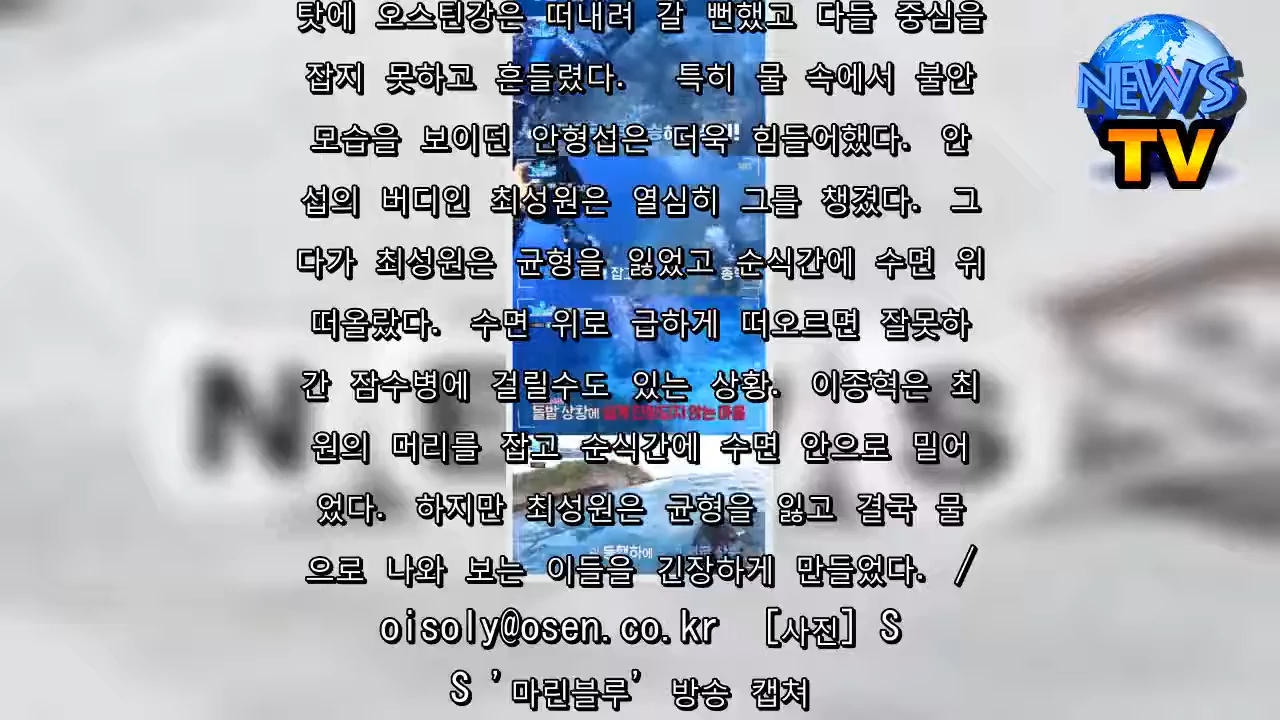 탓에 오스틴강은 떠내려 갈 뻔했고 다들 중심을
잡지 못하고 흔들렸다. 특히 물 속에서 불안
모습을 보이던 안형섭은 더욱 힘들어했다. 안
섭의 버디인 최성원은 열심히 그를 챙겼다. 그
다가 최성원은 균형을 잃었고 순식간에 수면 위
떠올랐다. 수면 위로 급하게 떠오르면 잘못하
간 잠수병에 걸릴수도 있는 상황. 이종혁은 최
원의 머리를 잡고 순식간에 수면 안으로 밀어
었다. 하지만 최성원은 균형을 잃고 결국 물
으로 나와 보는 이들을 긴장하게 만들었다. /
oisoly@osen.co.kr [사진] S
S '마린블루' 방송 캡처
NEWS
TV
돌발 상황에